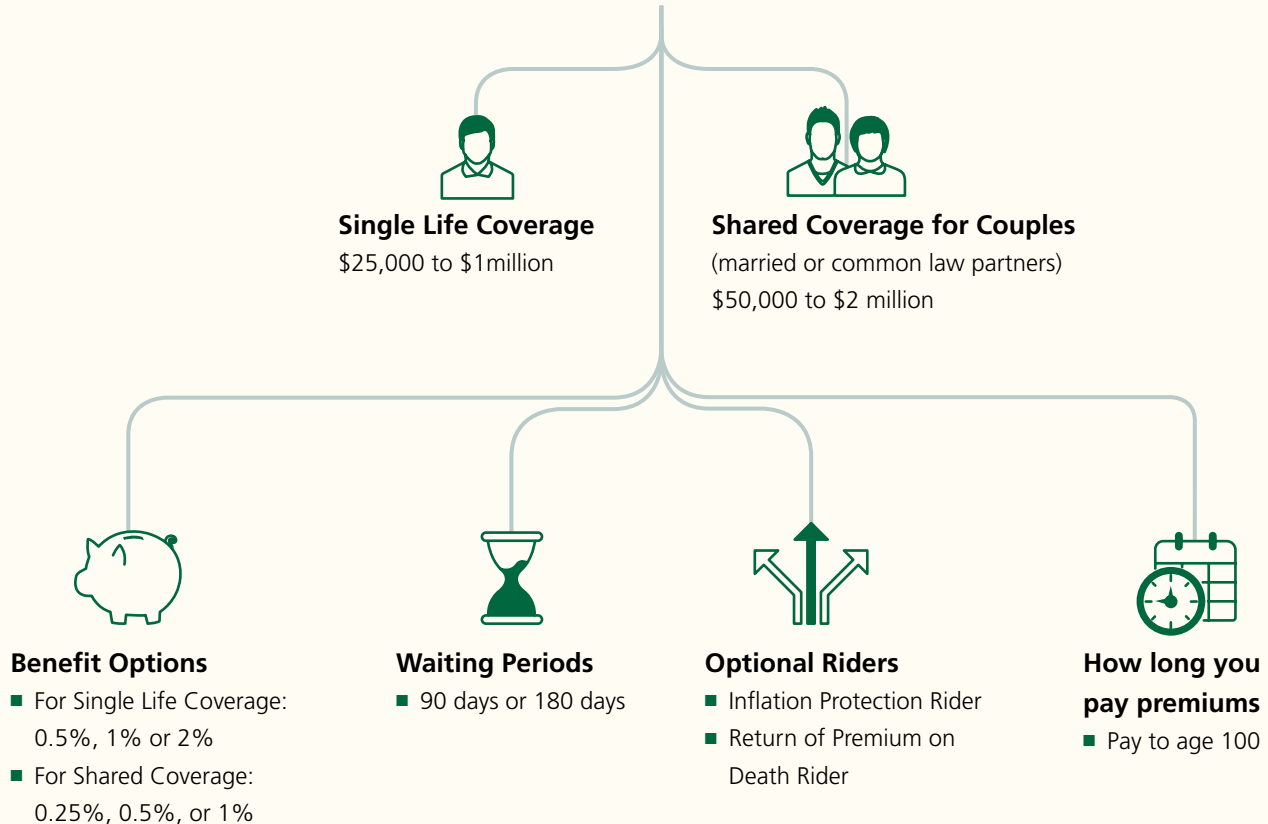 Single Life Coverage
$25,000 to $1million
Shared Coverage for Couples
(married or common law partners)
$50,000 to $2 million
Benefit Options
■ For Single Life Coverage:
0.5%, 1% or 2%
■ For Shared Coverage:
0.25%, 0.5%, or 1%
Waiting Periods
■ 90 days or 180 days
Optional Riders
■ Inflation Protection Rider
■ Return of Premium on
Death Rider
How long you
pay premiums
■ Pay to age 100